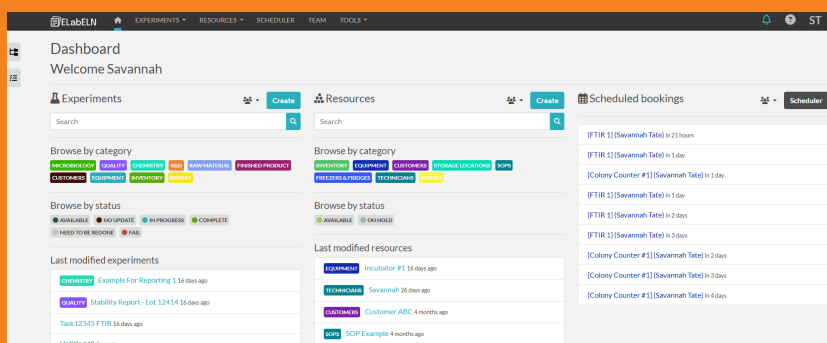 ELabELN
EXPERIMENTS
RESOURCES
SCHEDULER
TEAM
TOOLS
ST
Dashboard
Welcome Savannah
Experiments
Create
Search
Browse by category
MICROBIOLOGY QUALITY CHEMISTRY R&D RAW MATERIAL FINISHED PRODUCT
CUSTOMERS EQUIPMENT INVENTORY REPORT
Browse by status
AVAILABLE NO UPDATE IN PROGRESS COMPLETE
NEED TO BE REDONE FAIL
Last modified experiments
CHEMISTRY Example For Reporting 1 16 days ago
QUALITY Stability Report - Lot 12414 16 days ago
Task12345 FTIR 16 days ago
Resources
Create
Search
Browse by category
INVENTORY EQUIPMENT CUSTOMERS STORAGE LOCATIONS SOPS
FREEZERS & FRIDGES TECHNICIANS REPORT
Browse by status
AVAILABLE ON HOLD
Last modified resources
EQUIPMENT Incubator #1 16 days ago
TECHNICIANS Savannah 26 days ago
CUSTOMERS Customer ABC 4 months ago
SOPS SOP Example 4 months ago
Scheduled bookings
Scheduler
[FTIR 1] (Savannah Tate) in 21 hours
[FTIR 1] (Savannah Tate) in 1 day
[Colony Counter #1] (Savannah Tate) in 1 day
[FTIR 1] (Savannah Tate) in 1 day
[FTIR 1] (Savannah Tate) in 2 days
[FTIR 1] (Savannah Tate) in 3 days
[Colony Counter #1] (Savannah Tate) in 2 days
[Colony Counter #1] (Savannah Tate) in 3 days
[Colony Counter #1] (Savannah Tate) in 4 days